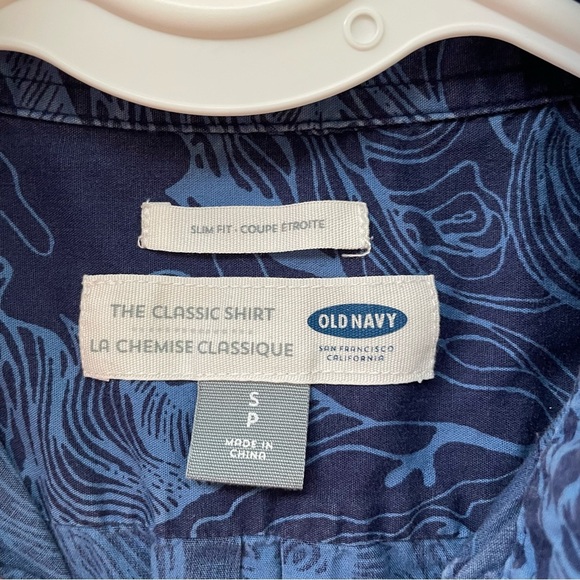 SLIM FIT - COUPE ETROITE
THE CLASSIC SHIRT
LA CHEMISE CLASSIQUE
OLD NAVY
SAN FRANCISCO
CALIFORNIA
S
P
MADE IN
CHINA